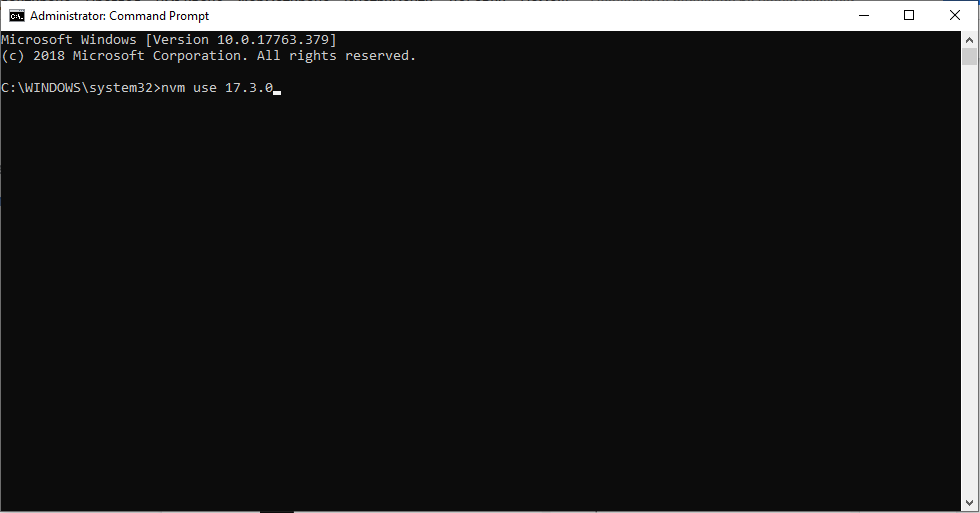 Administrator: Command Prompt
Microsoft Windows [Version 10.0.17763.379]
(c) 2018 Microsoft Corporation. All rights reserved.
C:\WINDOWS\system32>nvm use 17.3.0